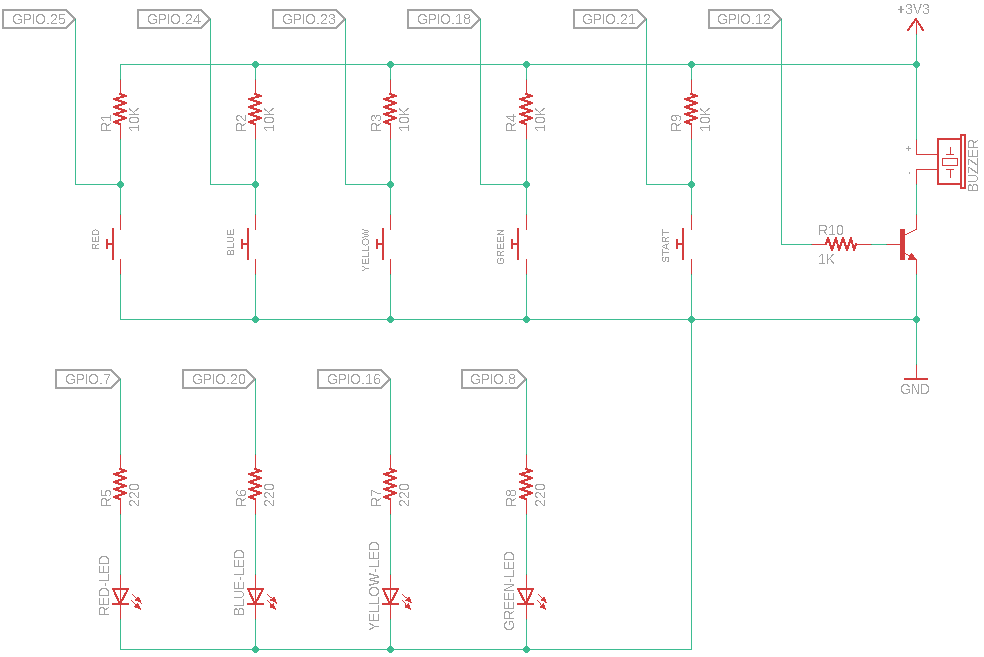 GPIO.25
GPIO.24
GPIO.23
GPIO.18
GPIO.21
GPIO.12
+3V3
R1
10K
R2
10K
R3
10K
R4
10K
R9
10K
+
-
BUZZER
RED
BLUE
YELLOW
GREEN
START
R10
1K
GPIO.7
GPIO.20
GPIO.16
GPIO.8
GND
R5
220
R6
220
R7
220
R8
220
RED-LED
BLUE-LED
YELLOW-LED
GREEN-LED